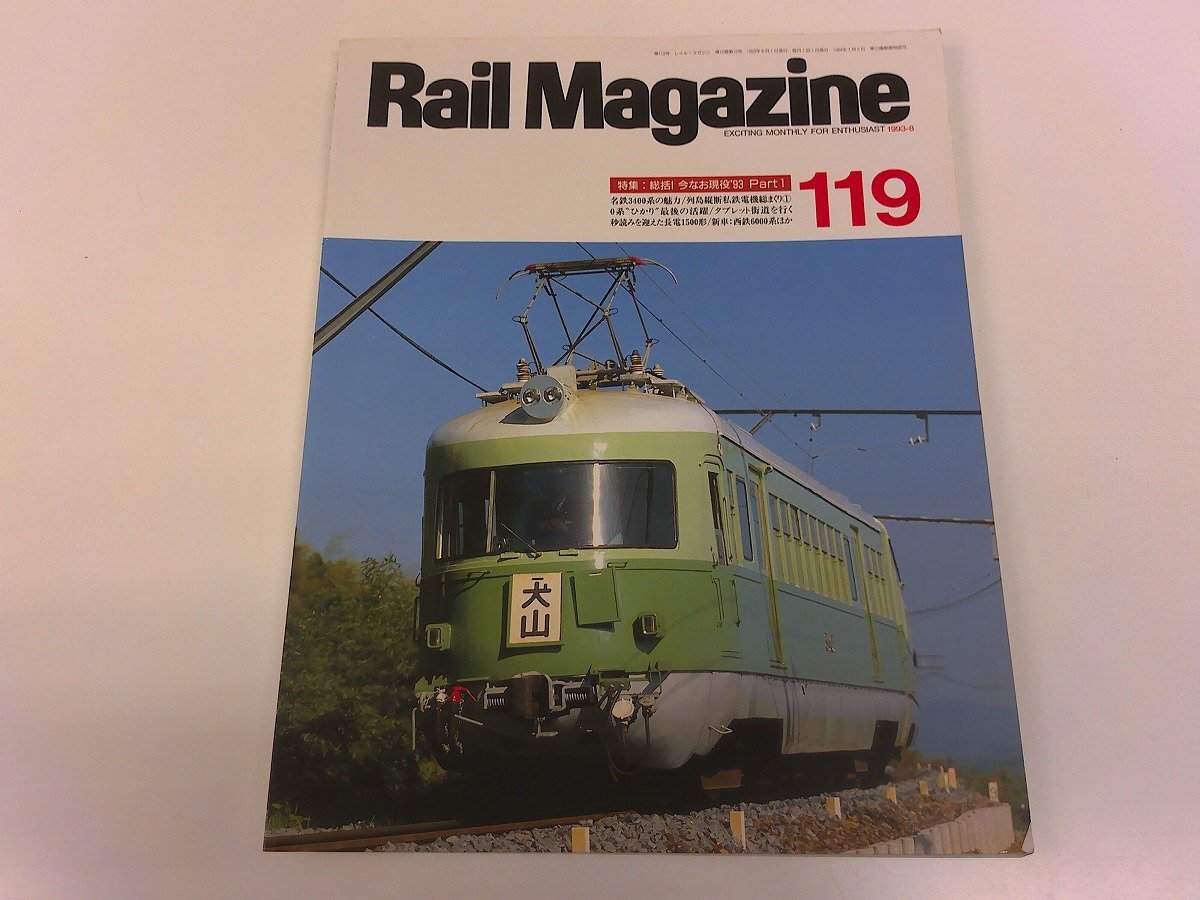 Rail Magazine
EXCITING MONTHLY FOR ENTHUSIAST 1993-8
特集：総括! 今なお現役'93 Part1
119
名鉄3400系の魅力/列島縦断私鉄電機総まくり①
0系"ひかり"最後の活躍/タブレット街道を行く
秒読みを迎えた長電1500形/新車：西鉄6000系ほか
犬山